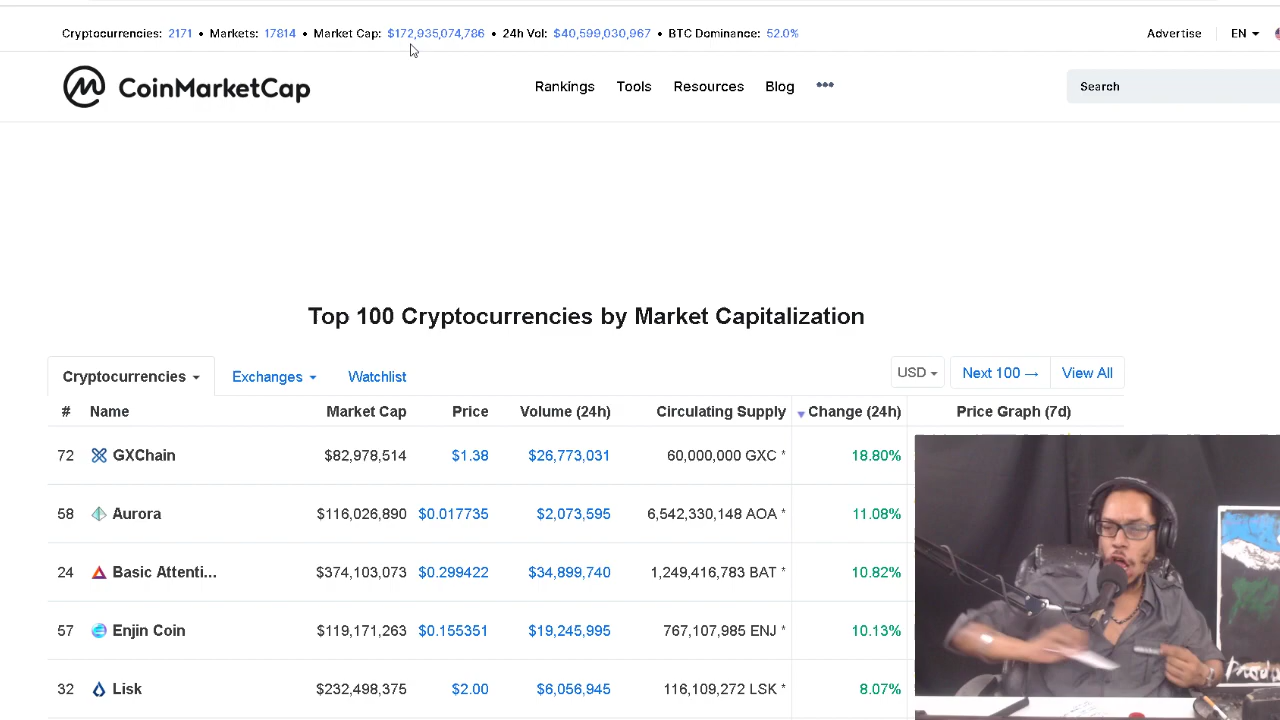 Cryptocurrencies: 2171 • Markets: 17814 • Market Cap: $172,935,074,786 • 24h Vol: $40,599,030,967 • BTC Dominance: 52.0%
Advertise EN
CoinMarketCap
Rankings Tools Resources Blog •••
Search
Top 100 Cryptocurrencies by Market Capitalization
Cryptocurrencies Exchanges Watchlist
USD Next 100 → View All
# Name Market Cap Price Volume (24h) Circulating Supply Change (24h) Price Graph (7d)
72 GXChain $82,978,514 $1.38 $26,773,031 60,000,000 GXC * 18.80%
58 Aurora $116,026,890 $0.017735 $2,073,595 6,542,330,148 AOA * 11.08%
24 Basic Attenti... $374,103,073 $0.299422 $34,899,740 1,249,416,783 BAT * 10.82%
57 Enjin Coin $119,171,263 $0.155351 $19,245,995 767,107,985 ENJ * 10.13%
32 Lisk $232,498,375 $2.00 $6,056,945 116,109,272 LSK * 8.07%